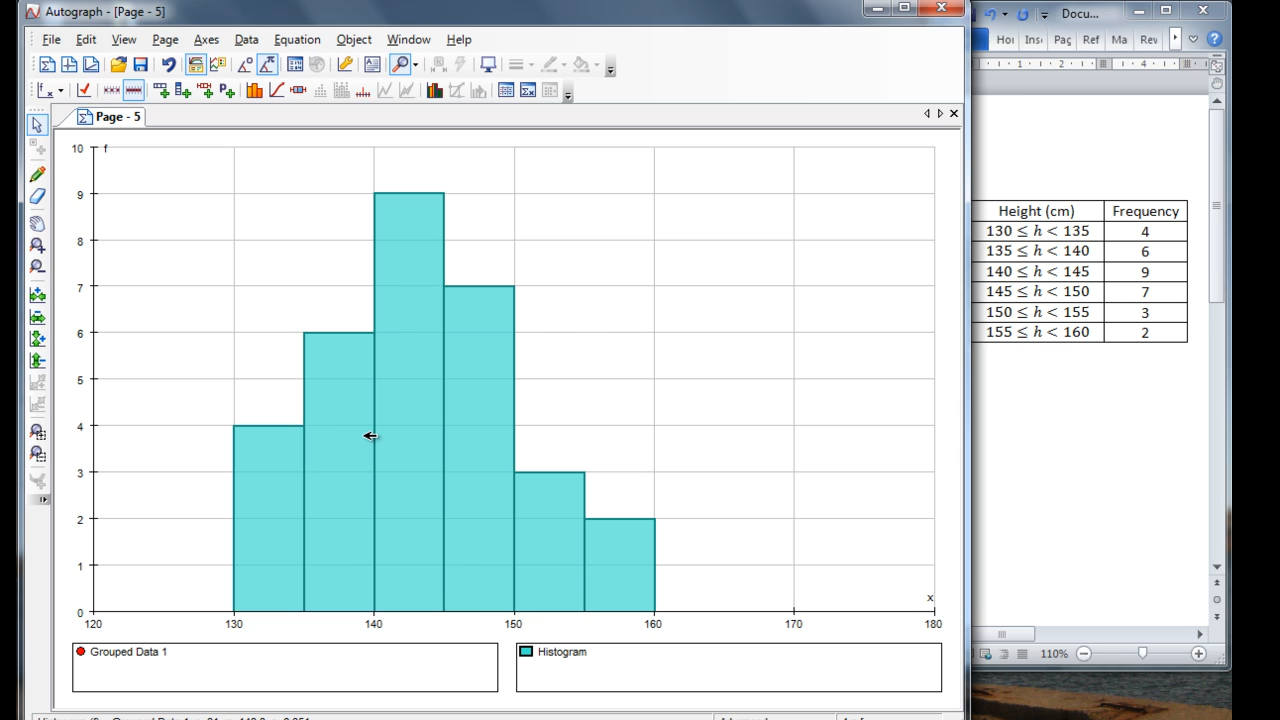 Autograph - [Page - 5]
File Edit View Page Axes Data Equation Object Window Help
Page - 5
10 f
9
8
7
6
5
4
3
2
1
0
x
120 130 140 150 160 170 180
Grouped Data 1
Histogram
Docu...
Hor Ins Pag Ref Ma Rev
1 2 4
Height (cm) Frequency
130 ≤ h < 135 4
135 ≤ h < 140 6
140 ≤ h < 145 9
145 ≤ h < 150 7
150 ≤ h < 155 3
155 ≤ h < 160 2
110%